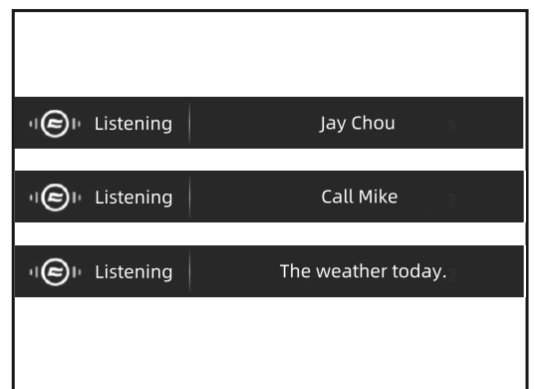 Listening Jay Chou
Listening Call Mike
Listening The weather today.